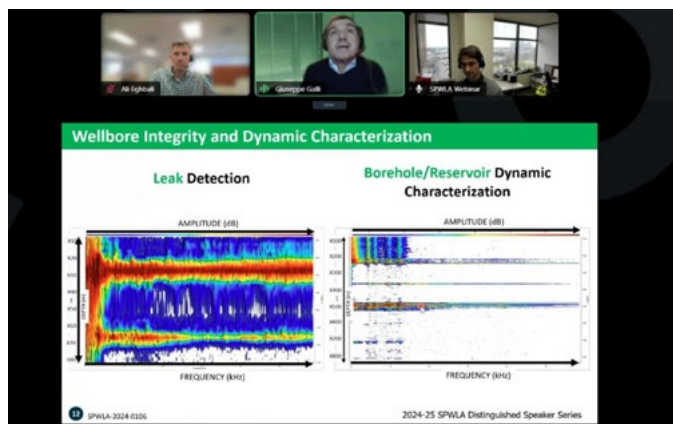 Ali Eghbali
Giuseppe Galli
SPWLA Webinar
Wellbore Integrity and Dynamic Characterization
Leak Detection
Borehole/Reservoir Dynamic
Characterization
AMPLITUDE (dB)
AMPLITUDE (dB)
FREQUENCY (kHz)
FREQUENCY (kHz)
12
SPWLA-2024-0106
2024-25 SPWLA Distinguished Speaker Series